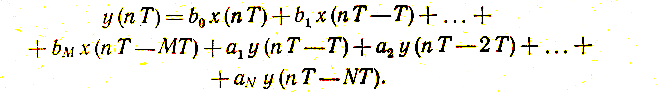 y (n T) = b₀ x (n T) + b₁ x (n T — T) + ... +
+ b_M x (n T — MT) + a₁ y (n T — T) + a₂ y (n T — 2 T) + ... +
+ a_N y (n T — NT).